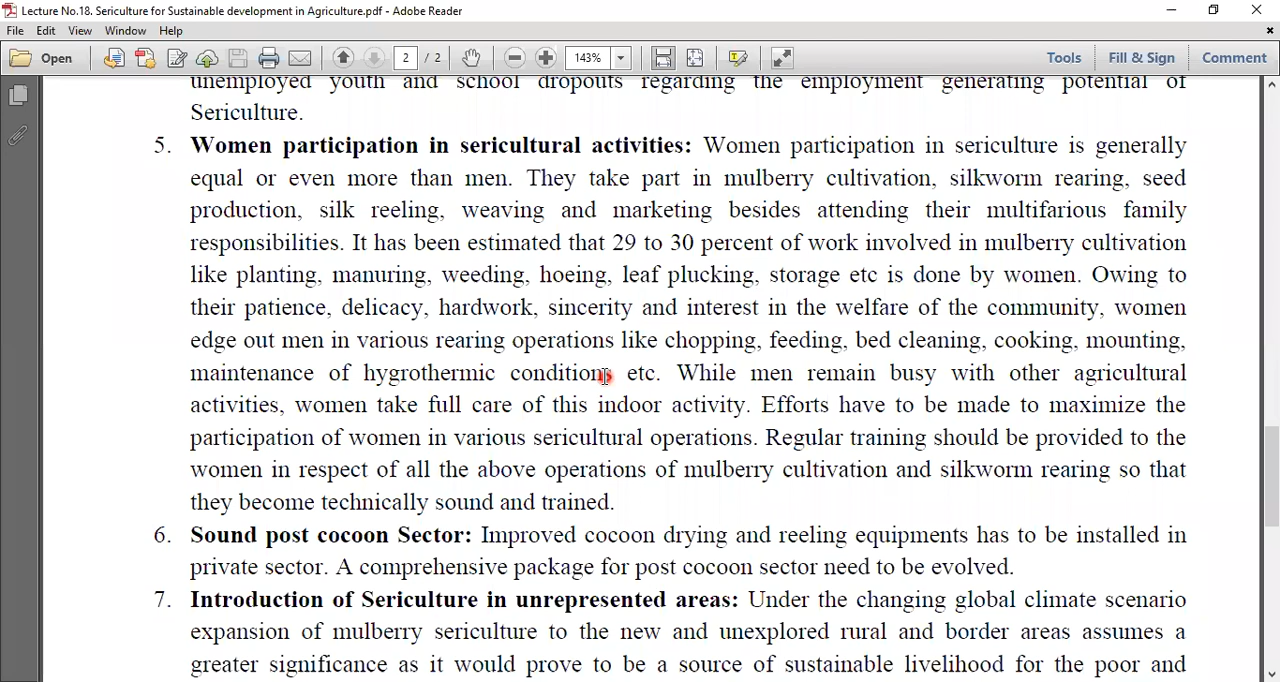 Lecture No.18. Sericulture for Sustainable development in Agriculture.pdf - Adobe Reader
File Edit View Window Help
Open 2 / 2 143% Tools Fill & Sign Comment
unemployed youth and school dropouts regarding the employment generating potential of
Sericulture.
5. Women participation in sericultural activities: Women participation in sericulture is generally
equal or even more than men. They take part in mulberry cultivation, silkworm rearing, seed
production, silk reeling, weaving and marketing besides attending their multifarious family
responsibilities. It has been estimated that 29 to 30 percent of work involved in mulberry cultivation
like planting, manuring, weeding, hoeing, leaf plucking, storage etc is done by women. Owing to
their patience, delicacy, hardwork, sincerity and interest in the welfare of the community, women
edge out men in various rearing operations like chopping, feeding, bed cleaning, cooking, mounting,
maintenance of hygrothermic conditions etc. While men remain busy with other agricultural
activities, women take full care of this indoor activity. Efforts have to be made to maximize the
participation of women in various sericultural operations. Regular training should be provided to the
women in respect of all the above operations of mulberry cultivation and silkworm rearing so that
they become technically sound and trained.
6. Sound post cocoon Sector: Improved cocoon drying and reeling equipments has to be installed in
private sector. A comprehensive package for post cocoon sector need to be evolved.
7. Introduction of Sericulture in unrepresented areas: Under the changing global climate scenario
expansion of mulberry sericulture to the new and unexplored rural and border areas assumes a
greater significance as it would prove to be a source of sustainable livelihood for the poor and